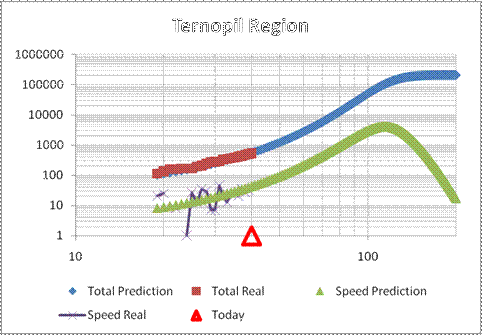 Ternopil Region
1000000
100000
10000
1000
100
10
1
10
100
Total Prediction
Total Real
Speed Prediction
Speed Real
Today